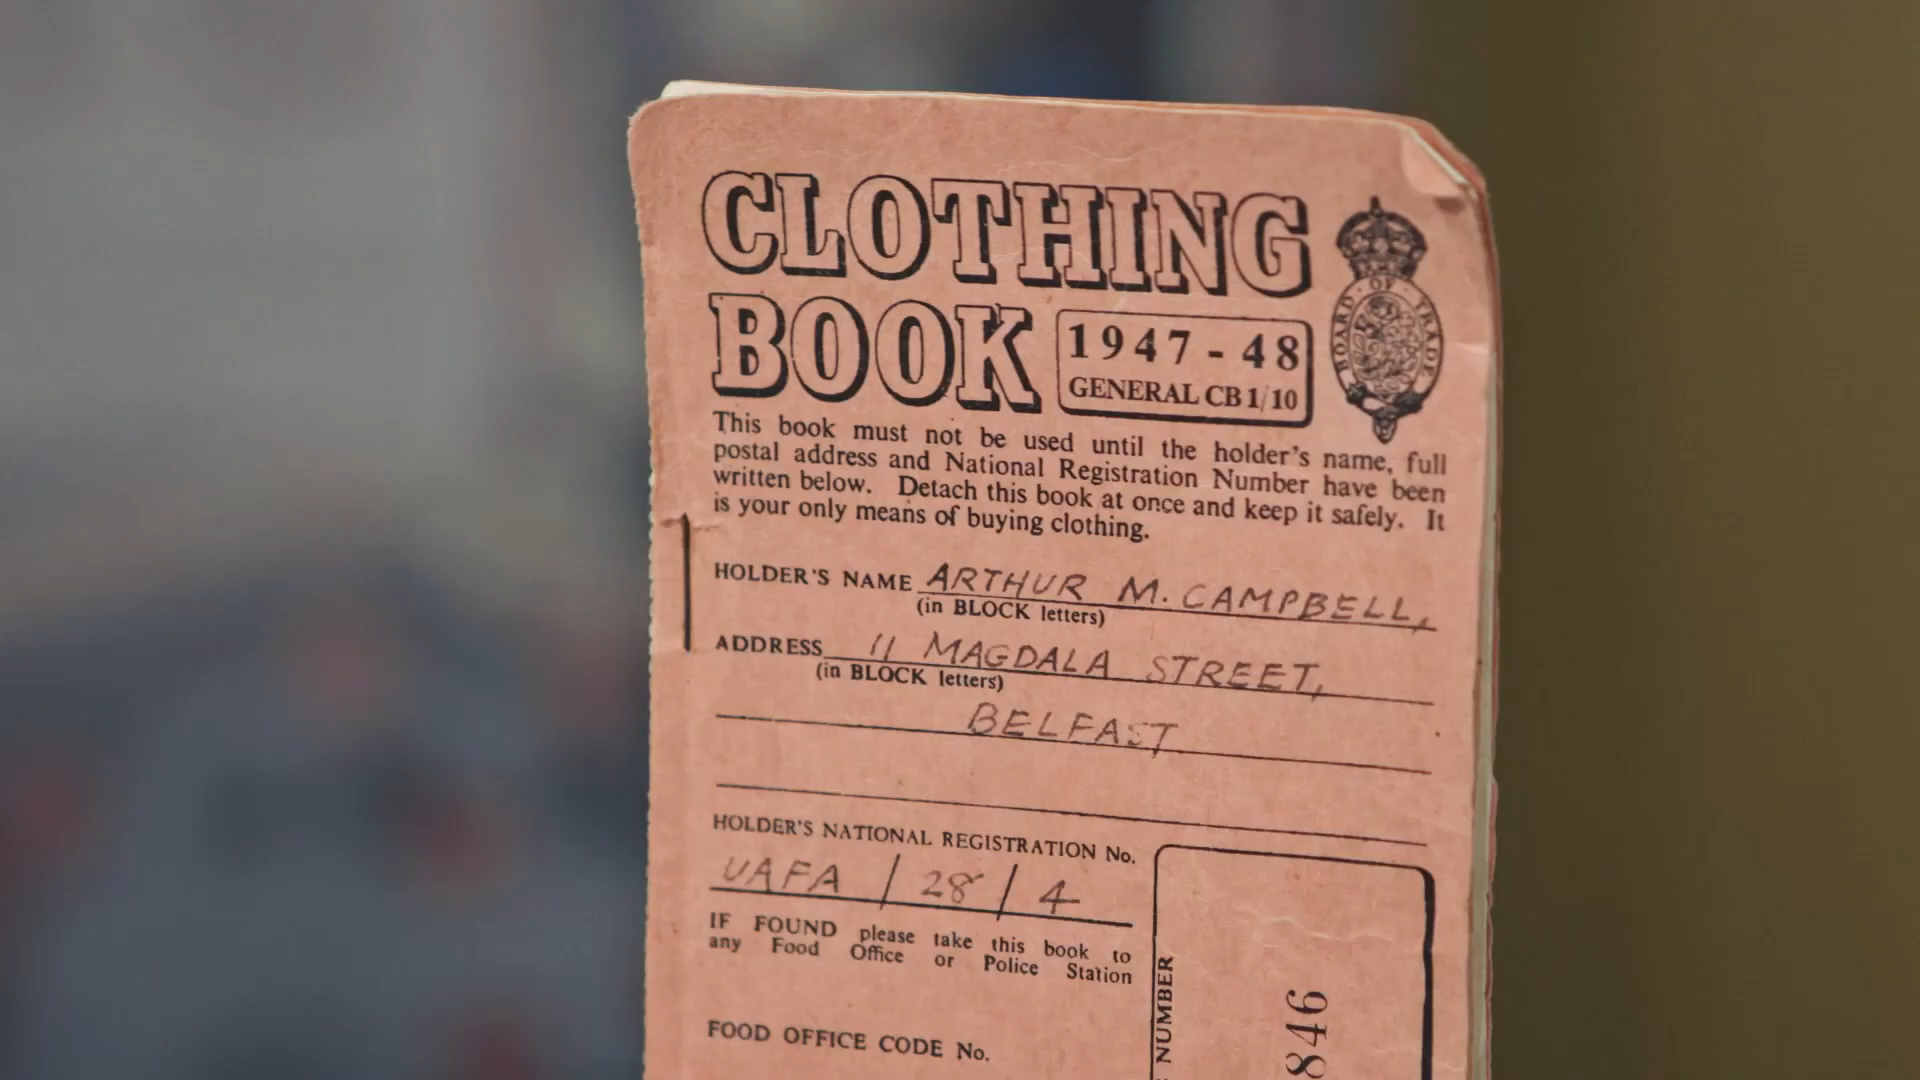 CLOTHING
BOOK
1947 - 48
GENERAL CB 1/10
BOARD OF TRADE
This book must not be used until the holder's name, full
postal address and National Registration Number have been
written below. Detach this book at once and keep it safely. It
is your only means of buying clothing.
HOLDER'S NAME ARTHUR M. CAMPBELL,
(in BLOCK letters)
ADDRESS 11 MAGDALA STREET,
(in BLOCK letters)
BELFAST
HOLDER'S NATIONAL REGISTRATION No.
UAFA / 28 / 4
IF FOUND please take this book to
any Food Office or Police Station
FOOD OFFICE CODE No.
NUMBER
846